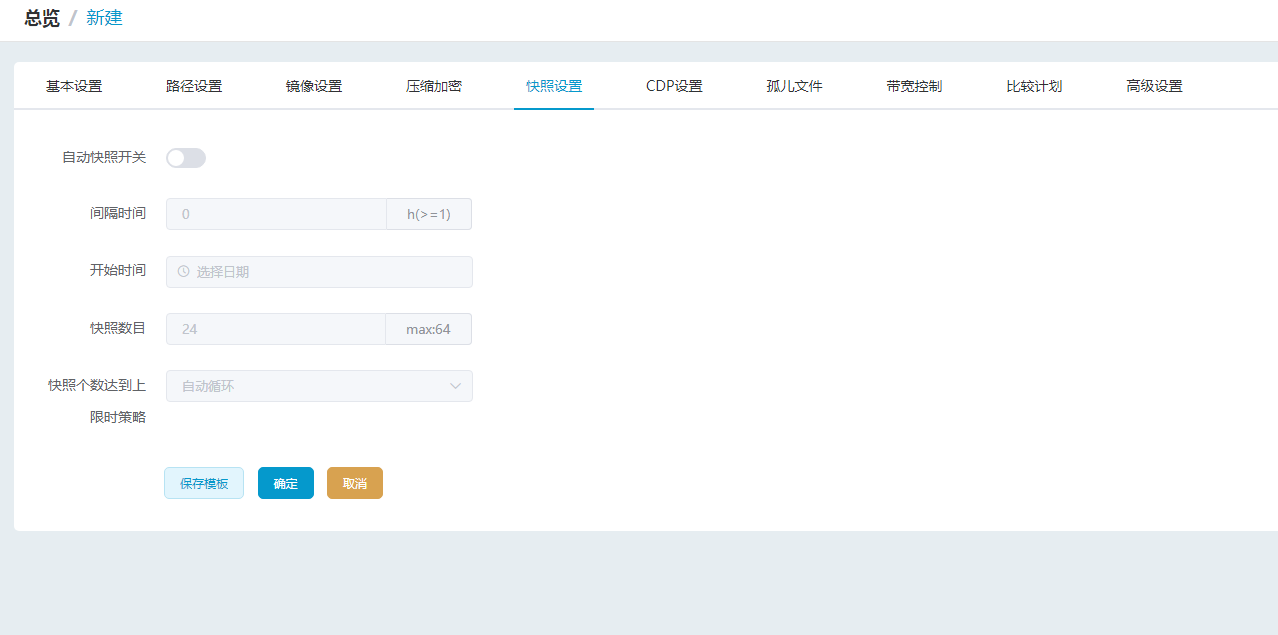 总览 / 新建
基本设置 路径设置 镜像设置 压缩加密 快照设置 CDP设置 孤儿文件 带宽控制 比较计划 高级设置
自动快照开关
间隔时间 0 h(>=1)
开始时间 选择日期
快照数目 24 max:64
快照个数达到上 自动循环
限时策略
保存模板 确定 取消